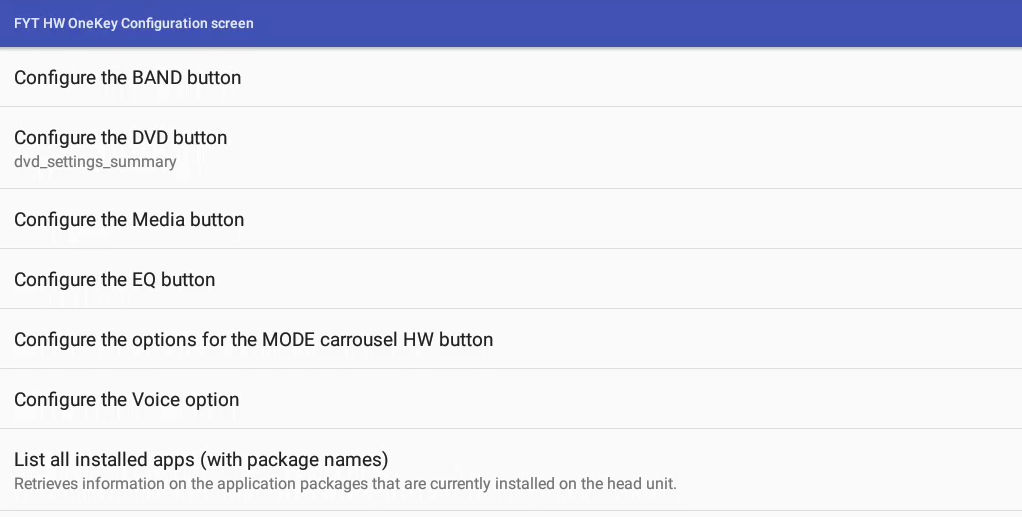 FYT HW OneKey Configuration screen
Configure the BAND button
Configure the DVD button
dvd_settings_summary
Configure the Media button
Configure the EQ button
Configure the options for the MODE carrousel HW button
Configure the Voice option
List all installed apps (with package names)
Retrieves information on the application packages that are currently installed on the head unit.